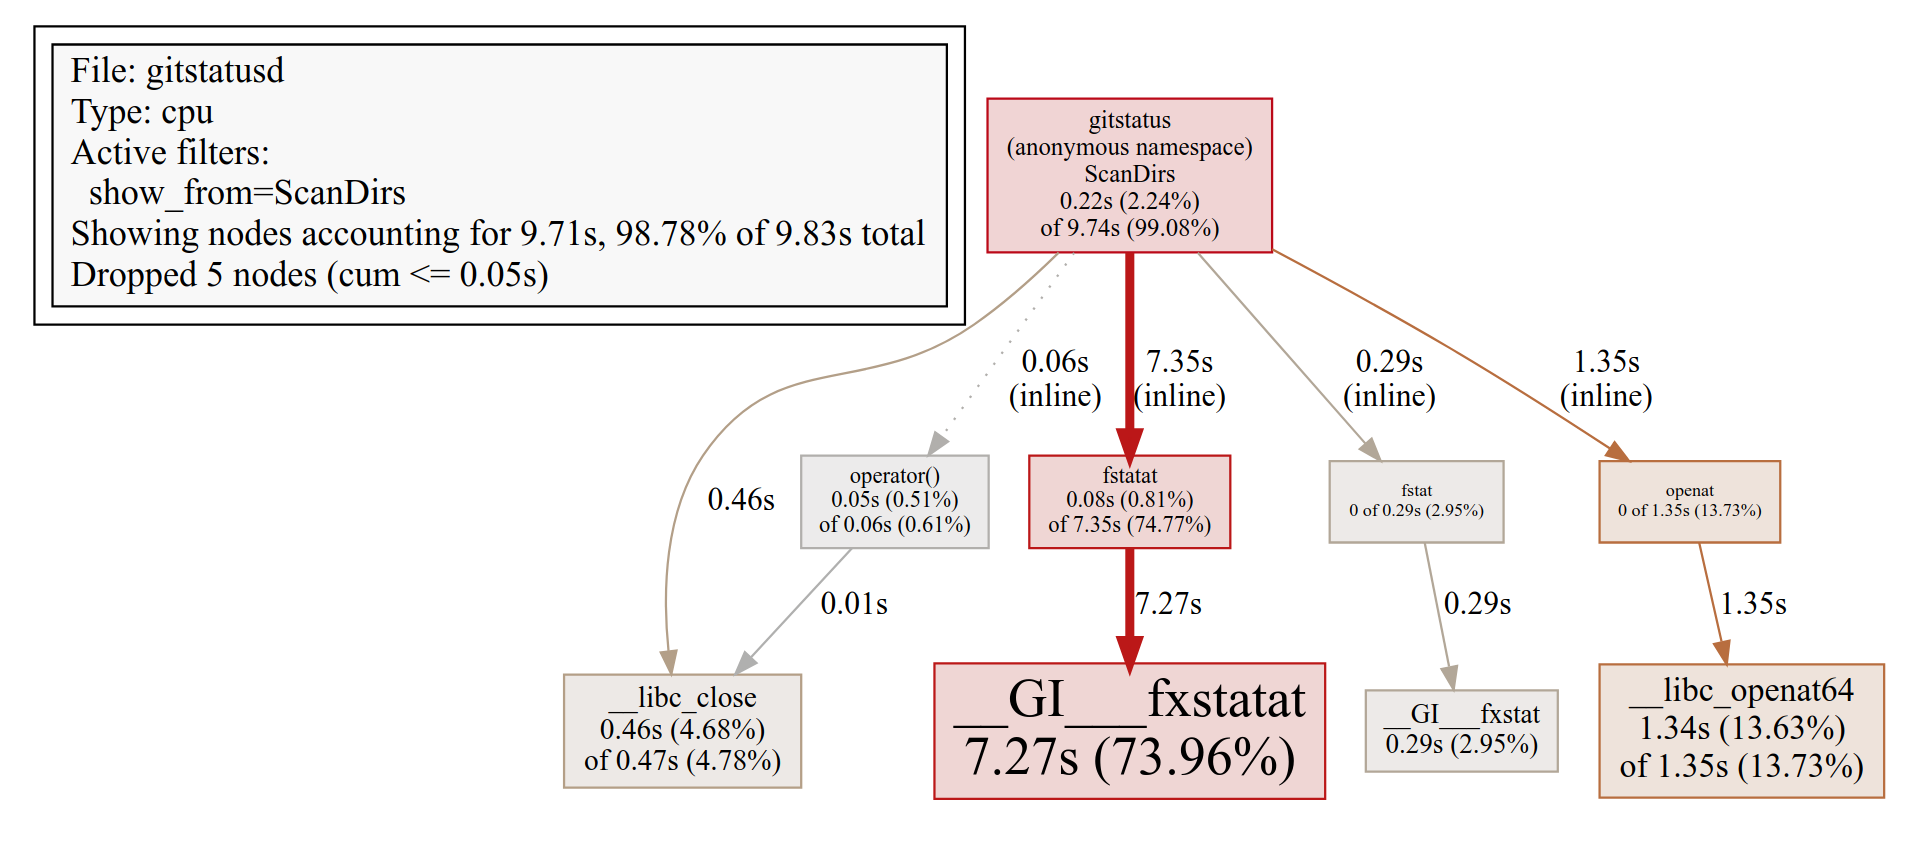 File: gitstatusd
Type: cpu
Active filters:
show_from=ScanDirs
Showing nodes accounting for 9.71s, 98.78% of 9.83s total
Dropped 5 nodes (cum <= 0.05s)
gitstatus
(anonymous namespace)
ScanDirs
0.22s (2.24%)
of 9.74s (99.08%)
0.06s
(inline)
7.35s
(inline)
0.29s
(inline)
1.35s
(inline)
0.46s
operator()
0.05s (0.51%)
of 0.06s (0.61%)
fstatat
0.08s (0.81%)
of 7.35s (74.77%)
fstat
0 of 0.29s (2.95%)
openat
0 of 1.35s (13.73%)
0.01s
7.27s
0.29s
1.35s
__libc_close
0.46s (4.68%)
of 0.47s (4.78%)
__GI___fxstatat
7.27s (73.96%)
__GI___fxstat
0.29s (2.95%)
__libc_openat64
1.34s (13.63%)
of 1.35s (13.73%)